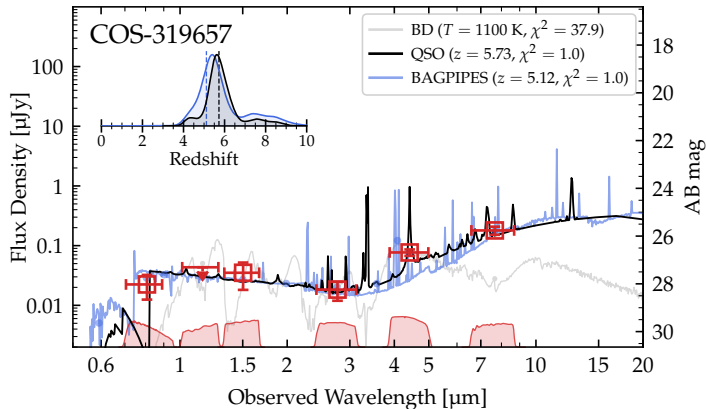 COS-319657
BD (T = 1100 K, χ² = 37.9)
QSO (z = 5.73, χ² = 1.0)
BAGPIPES (z = 5.12, χ² = 1.0)
100
10
1
0.1
0.01
Flux Density [µJy]
18
20
22
24
26
28
30
AB mag
0 2 4 6 8 10
Redshift
0.6 1 1.5 2 3 4 5 7 10 15 20
Observed Wavelength [µm]